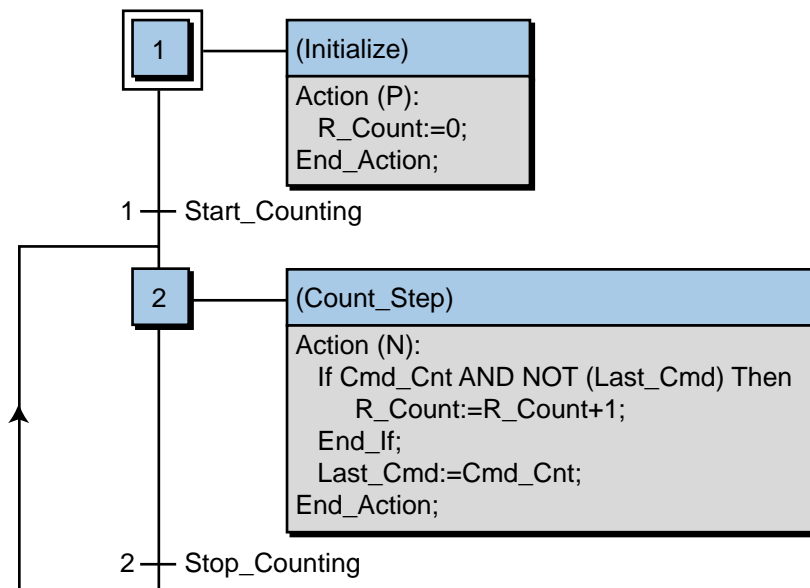 1
(Initialize)
Action (P):
R_Count:=0;
End_Action;
1 Start_Counting
2
(Count_Step)
Action (N):
If Cmd_Cnt AND NOT (Last_Cmd) Then
R_Count:=R_Count+1;
End_If;
Last_Cmd:=Cmd_Cnt;
End_Action;
2 Stop_Counting